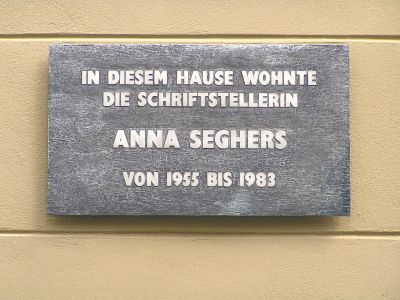 IN DIESEM HAUSE WOHNTE
DIE SCHRIFTSTELLERIN
ANNA SEGHERS
VON 1955 BIS 1983